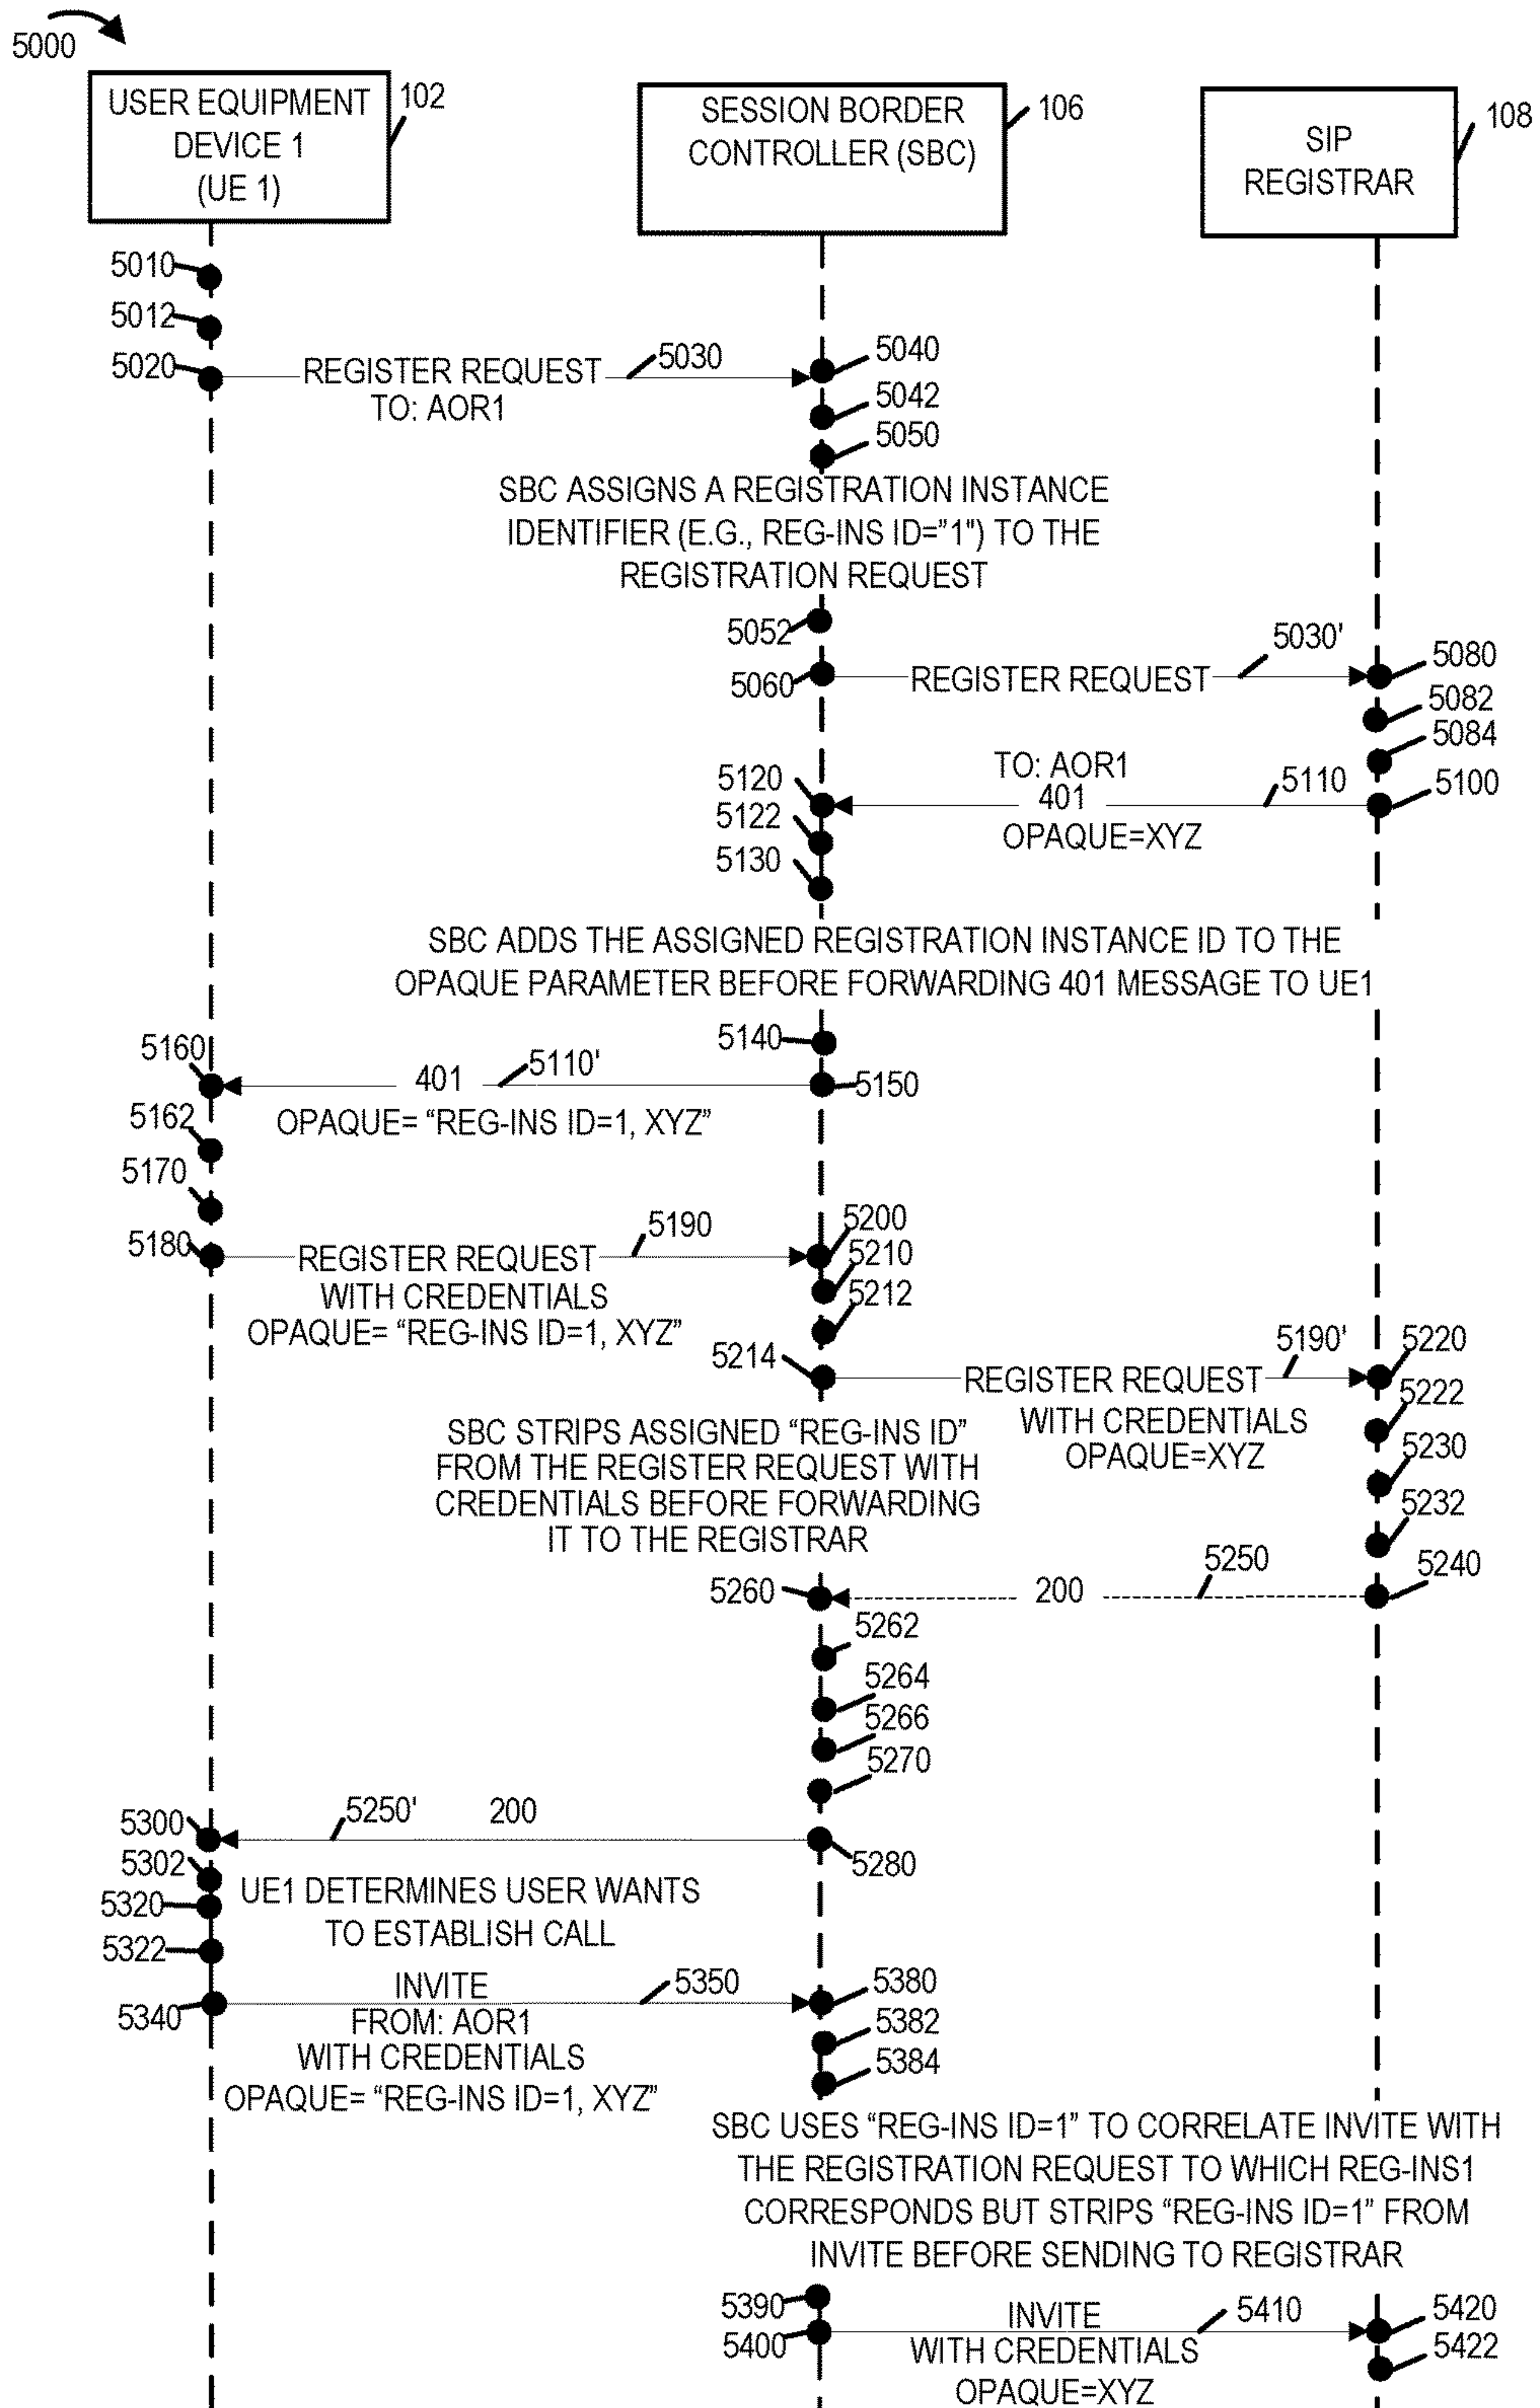 5000
USER EQUIPMENT
DEVICE 1
(UE 1)
102
SESSION BORDER
CONTROLLER (SBC)
106
SIP
REGISTRAR
108
5010
5012
5020
REGISTER REQUEST
TO: AOR1
5030
5040
5042
5050
SBC ASSIGNS A REGISTRATION INSTANCE
IDENTIFIER (E.G., REG-INS ID="1") TO THE
REGISTRATION REQUEST
5052
5060
REGISTER REQUEST
5030'
5080
5082
5084
TO: AOR1
401
OPAQUE=XYZ
5110
5100
5120
5122
5130
SBC ADDS THE ASSIGNED REGISTRATION INSTANCE ID TO THE
OPAQUE PARAMETER BEFORE FORWARDING 401 MESSAGE TO UE1
5140
5150
5160
401
5110'
OPAQUE= “REG-INS ID=1, XYZ”
5162
5170
5180
REGISTER REQUEST
WITH CREDENTIALS
OPAQUE= “REG-INS ID=1, XYZ”
5190
5200
5210
5212
5214
REGISTER REQUEST
WITH CREDENTIALS
OPAQUE=XYZ
5190'
5220
5222
5230
5232
SBC STRIPS ASSIGNED “REG-INS ID”
FROM THE REGISTER REQUEST WITH
CREDENTIALS BEFORE FORWARDING
IT TO THE REGISTRAR
5260
200
5250
5240
5262
5264
5266
5270
5300
5250'
200
5280
5302
5320
5322
UE1 DETERMINES USER WANTS
TO ESTABLISH CALL
5340
INVITE
FROM: AOR1
WITH CREDENTIALS
OPAQUE= “REG-INS ID=1, XYZ”
5350
5380
5382
5384
SBC USES “REG-INS ID=1” TO CORRELATE INVITE WITH
THE REGISTRATION REQUEST TO WHICH REG-INS1
CORRESPONDS BUT STRIPS “REG-INS ID=1” FROM
INVITE BEFORE SENDING TO REGISTRAR
5390
5400
INVITE
WITH CREDENTIALS
OPAQUE=XYZ
5410
5420
5422